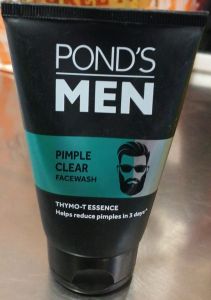 POND'S
MEN
PIMPLE
CLEAR
FACEWASH
THYMO-T ESSENCE
Helps reduce pimples in 3 days*